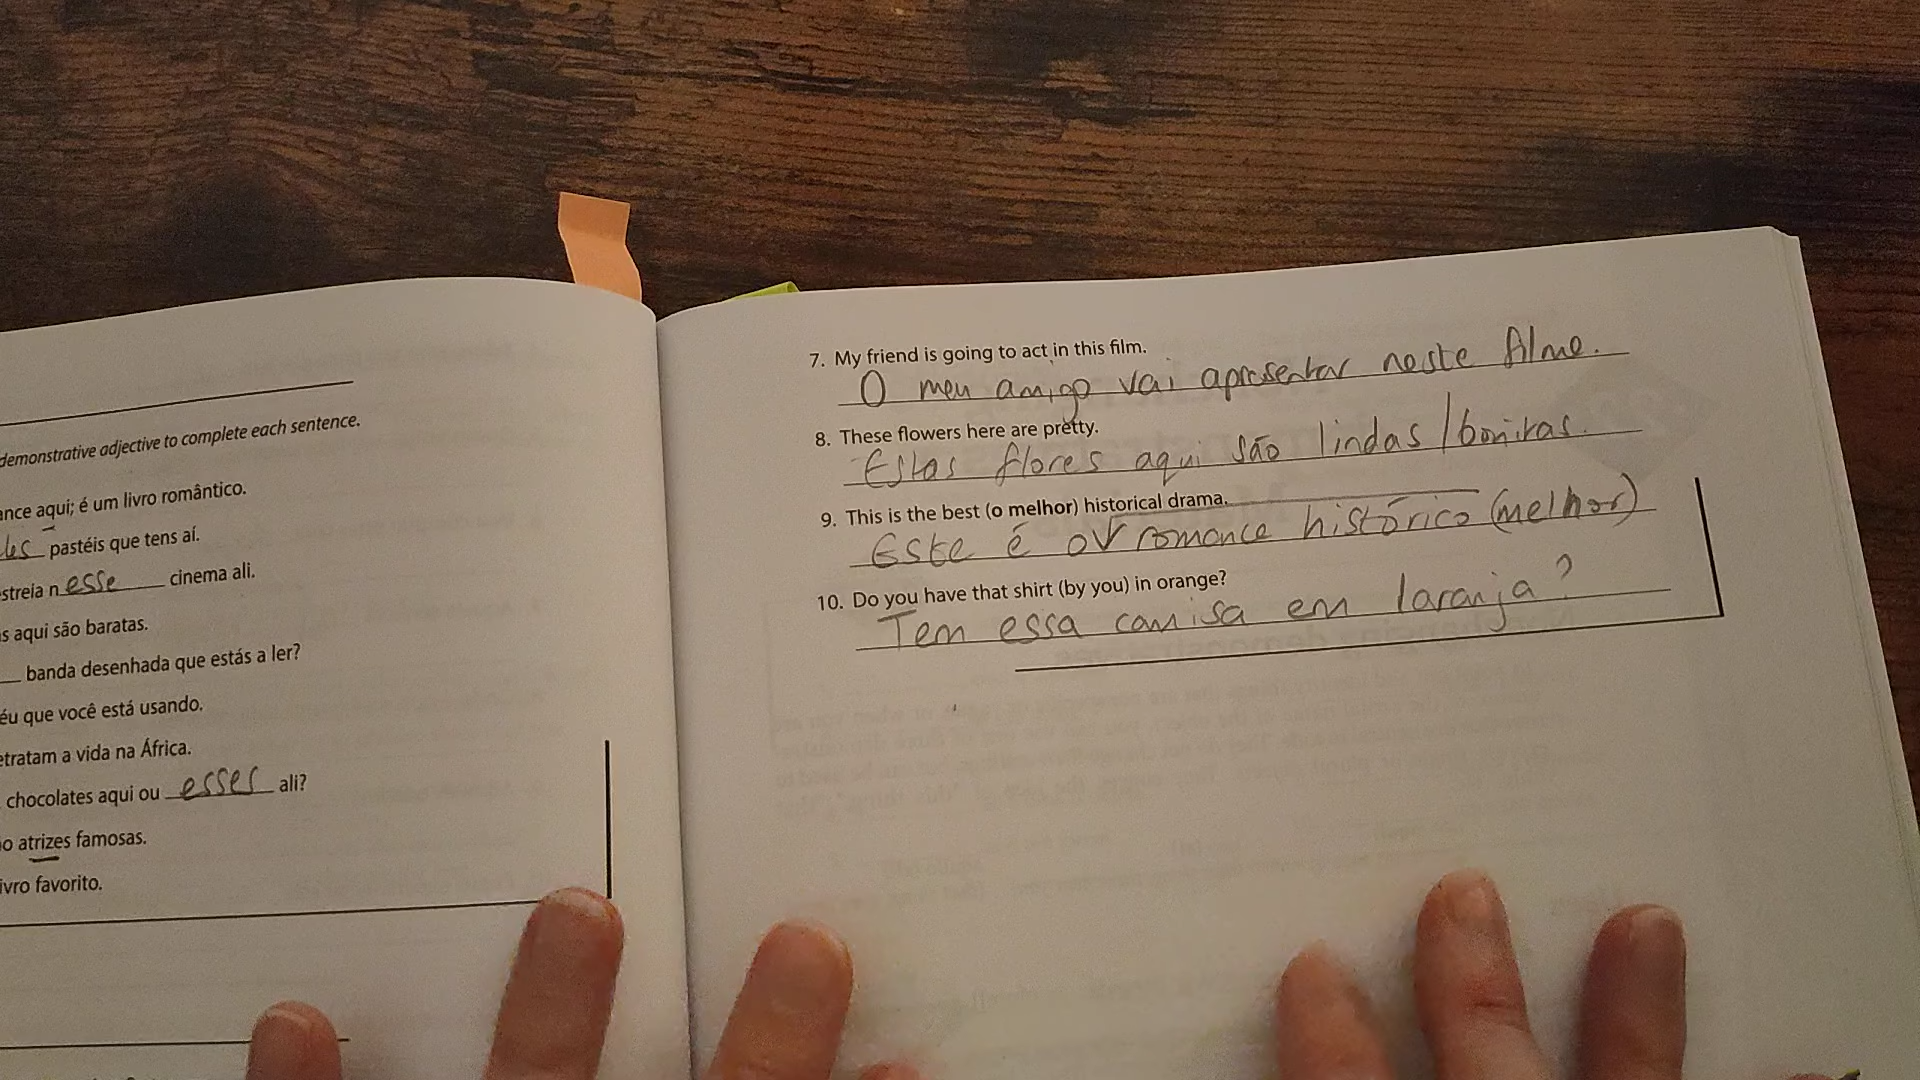 demonstrative adjective to complete each sentence.
ance aqui; é um livro romântico.
les pastéis que tens aí.
streia n esse cinema ali.
s aqui são baratas.
banda desenhada que estás a ler?
éu que você está usando.
etratam a vida na África.
chocolates aqui ou esses ali?
o atrizes famosas.
ivro favorito.
7. My friend is going to act in this film.
O meu amigo vai apresentar neste filme.
8. These flowers here are pretty.
Estas flores aqui são lindas/bonitas.
9. This is the best (o melhor) historical drama.
Este é o romance histórico (melhor)
10. Do you have that shirt (by you) in orange?
Tem essa camisa em laranja?